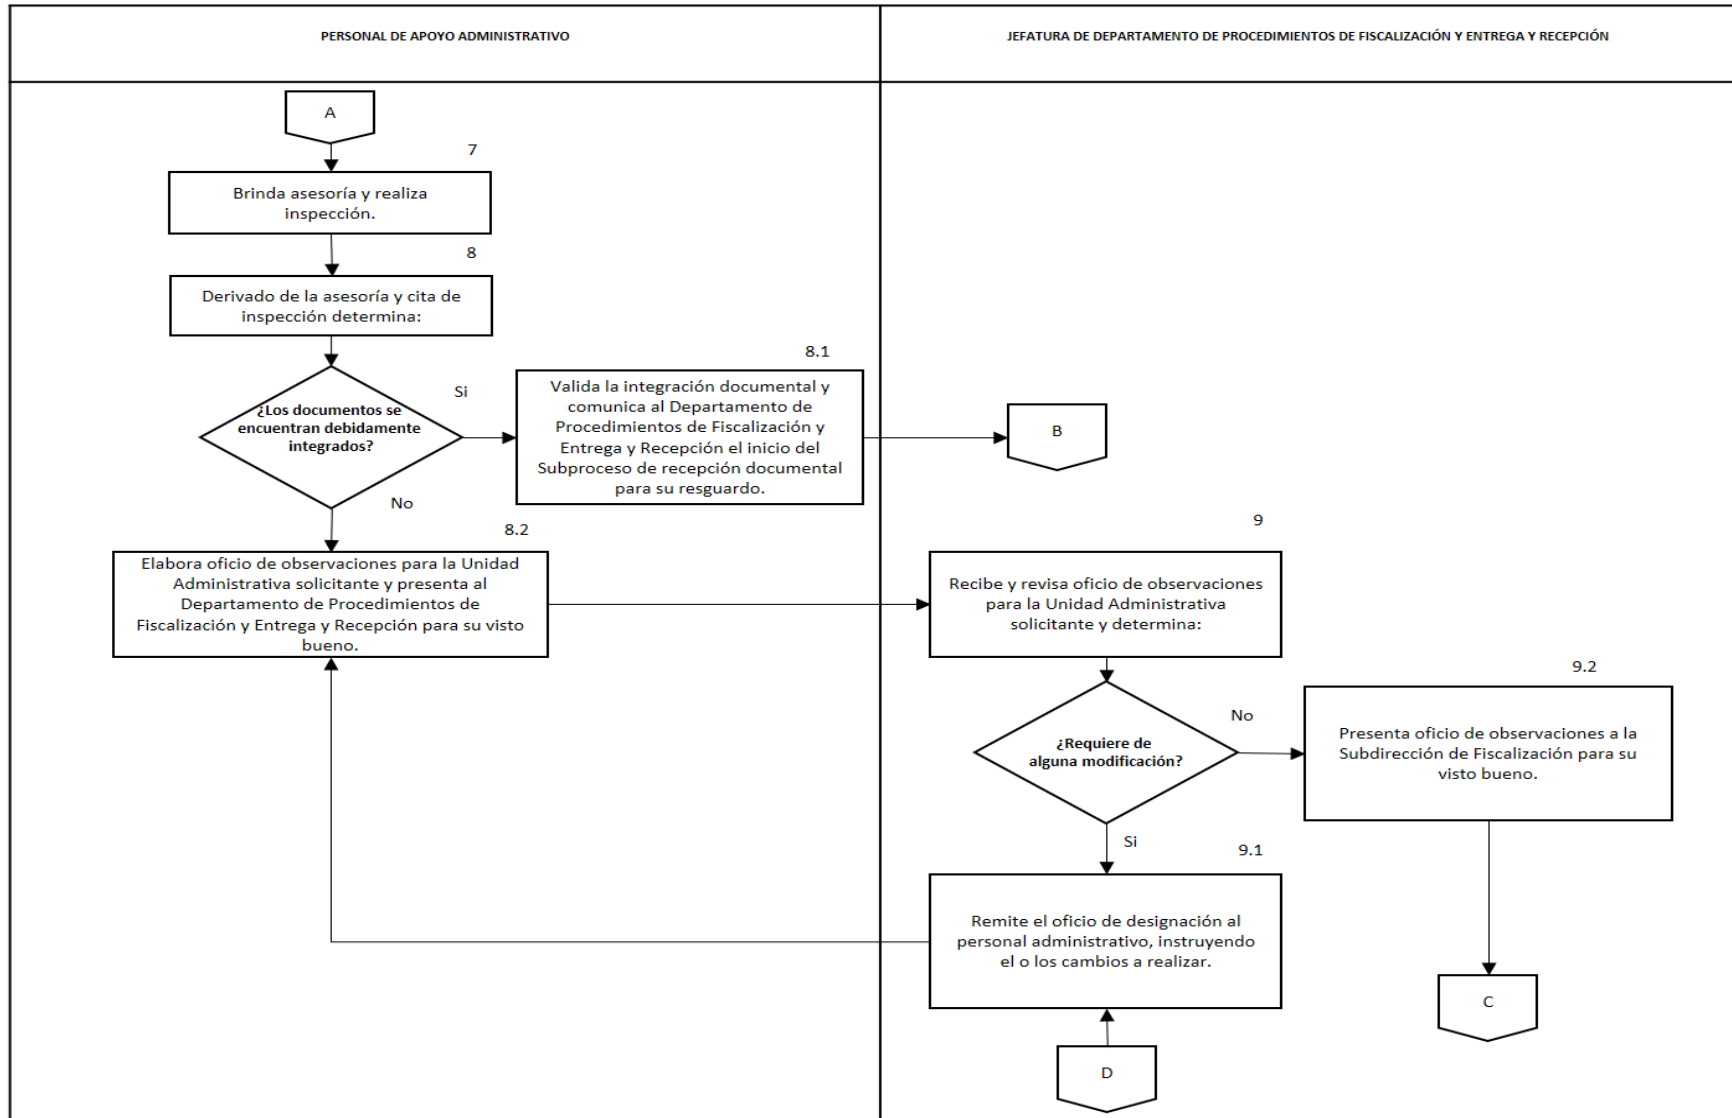 PERSONAL DE APOYO ADMINISTRATIVO
JEFATURA DE DEPARTAMENTO DE PROCEDIMIENTOS DE FISCALIZACIÓN Y ENTREGA Y RECEPCIÓN
A
7
Brinda asesoría y realiza
inspección.
8
Derivado de la asesoría y cita de
inspección determina:
¿Los documentos se
encuentran debidamente
integrados?
Si
No
8.1
Valida la integración documental y
comunica al Departamento de
Procedimientos de Fiscalización y
Entrega y Recepción el inicio del
Subproceso de recepción documental
para su resguardo.
B
8.2
Elabora oficio de observaciones para la Unidad
Administrativa solicitante y presenta al
Departamento de Procedimientos de
Fiscalización y Entrega y Recepción para su visto
bueno.
9
Recibe y revisa oficio de observaciones
para la Unidad Administrativa
solicitante y determina:
¿Requiere de
alguna modificación?
No
Si
9.2
Presenta oficio de observaciones a la
Subdirección de Fiscalización para su
visto bueno.
9.1
Remite el oficio de designación al
personal administrativo, instruyendo
el o los cambios a realizar.
C
D